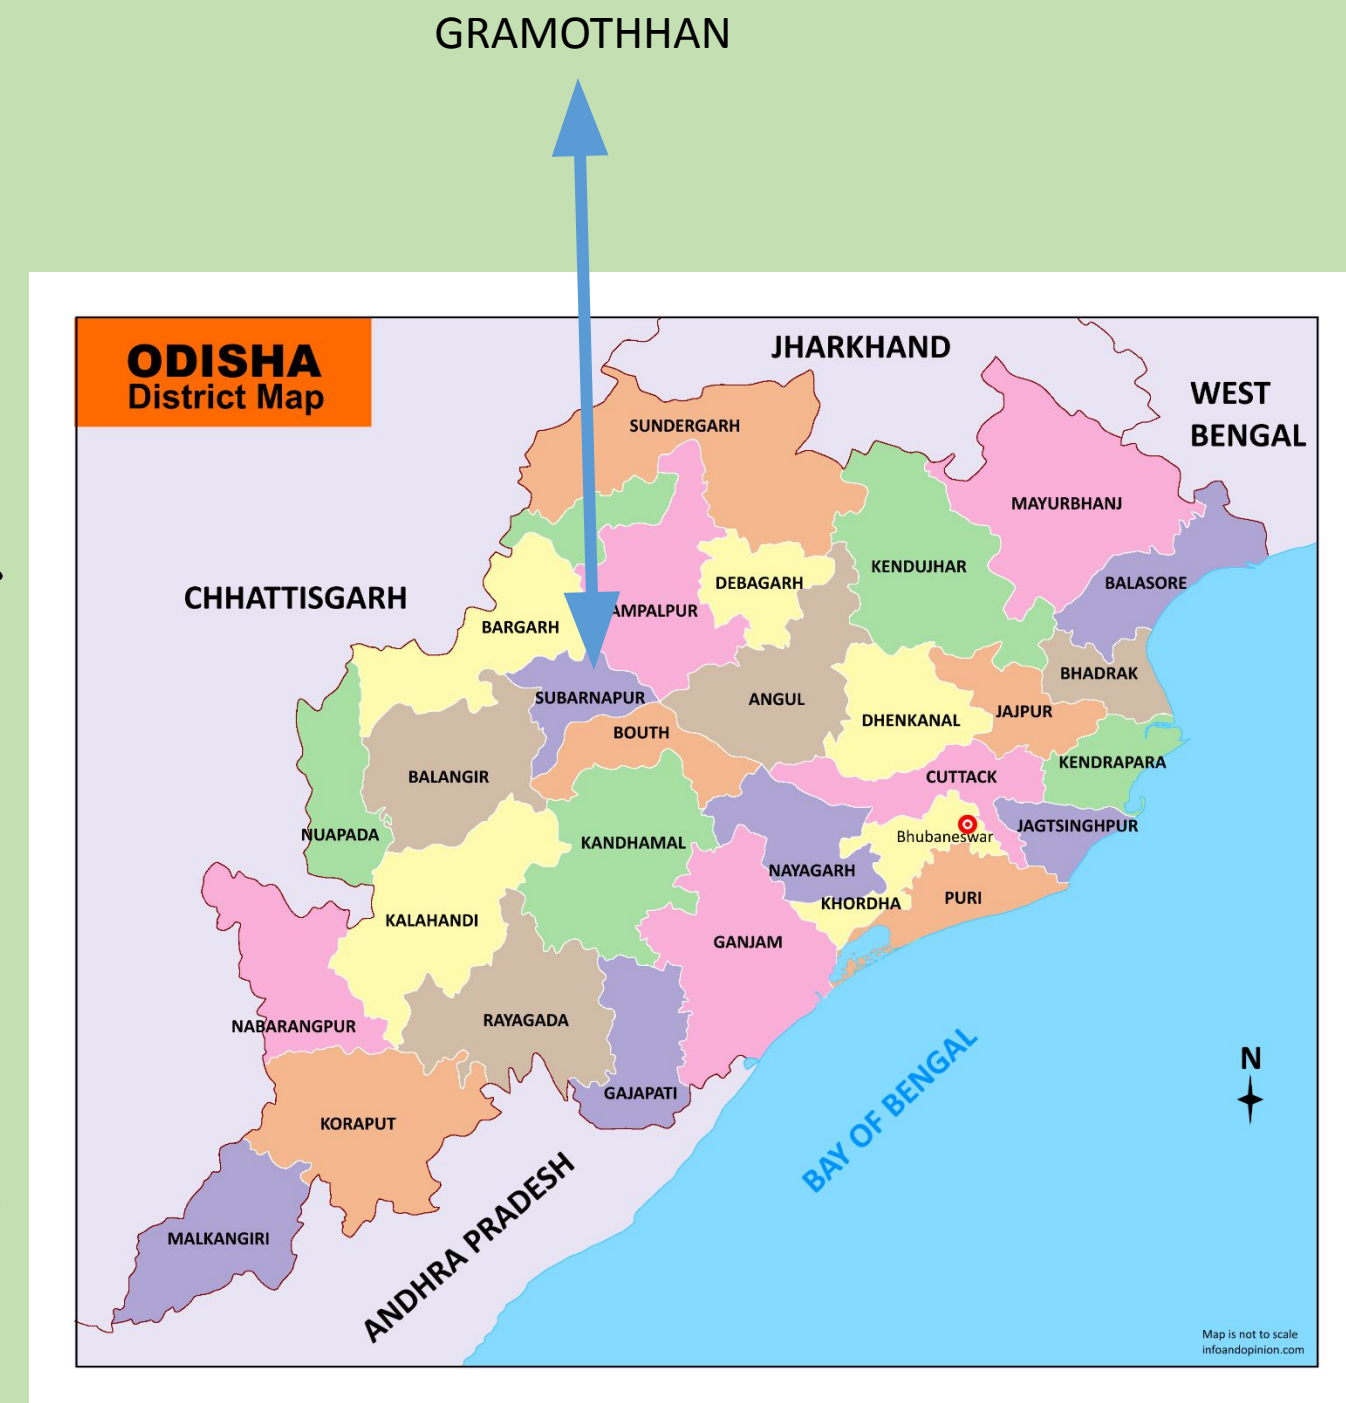 GRAMOTHHAN
ODISHA
District Map
JHARKHAND
WEST
BENGAL
SUNDERGARH
MAYURBHANJ
KENDUJHAR
DEBAGARH
BALASORE
CHHATTISGARH
AMPALPUR
BARGARH
BHADRAK
SUBARNAPUR
ANGUL
JAJPUR
DHENKANAL
BOUTH
KENDRAPARA
BALANGIR
CUTTACK
JAGTSINGHPUR
NUAPADA
Bhubaneswar
KANDHAMAL
NAYAGARH
PURI
KHORDHA
KALAHANDI
GANJAM
RAYAGADA
NABARANGPUR
N
GAJAPATI
BAY OF BENGAL
KORAPUT
MALKANGIRI
ANDHRA PRADESH
Map is not to scale
infoandopinion.com